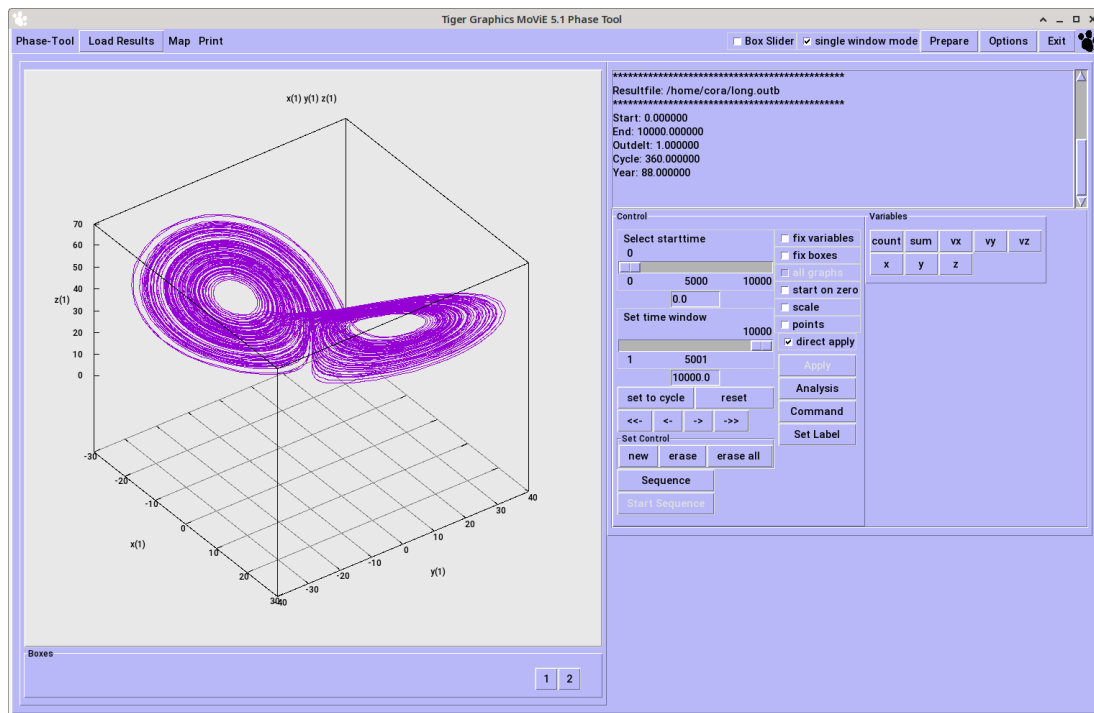 Tiger Graphics MoViE 5.1 Phase Tool
Phase-Tool Load Results Map Print Box Slider single window mode Prepare Options Exit
x(1) y(1) z(1)
70
60
50
40
z(1)
30
20
10
0
-30
-20
-10
0
10
20
30
x(1)
-40
-30
-20
-10
0
10
20
30
40
y(1)
Boxes
1 2
**********************************************
Resultfile: /home/cora/long.outb
**********************************************
Start: 0.000000
End: 10000.000000
Outdelt: 1.000000
Cycle: 360.000000
Year: 88.000000
Control
Select starttime
0
0 5000 10000
0.0
Set time window
10000
1 5001
10000.0
set to cycle reset
<<- <- -> ->>
Set Control
new erase erase all
Sequence
Start Sequence
fix variables
fix boxes
all graphs
start on zero
scale
points
direct apply
Apply
Analysis
Command
Set Label
Variables
count sum vx vy vz
x y z